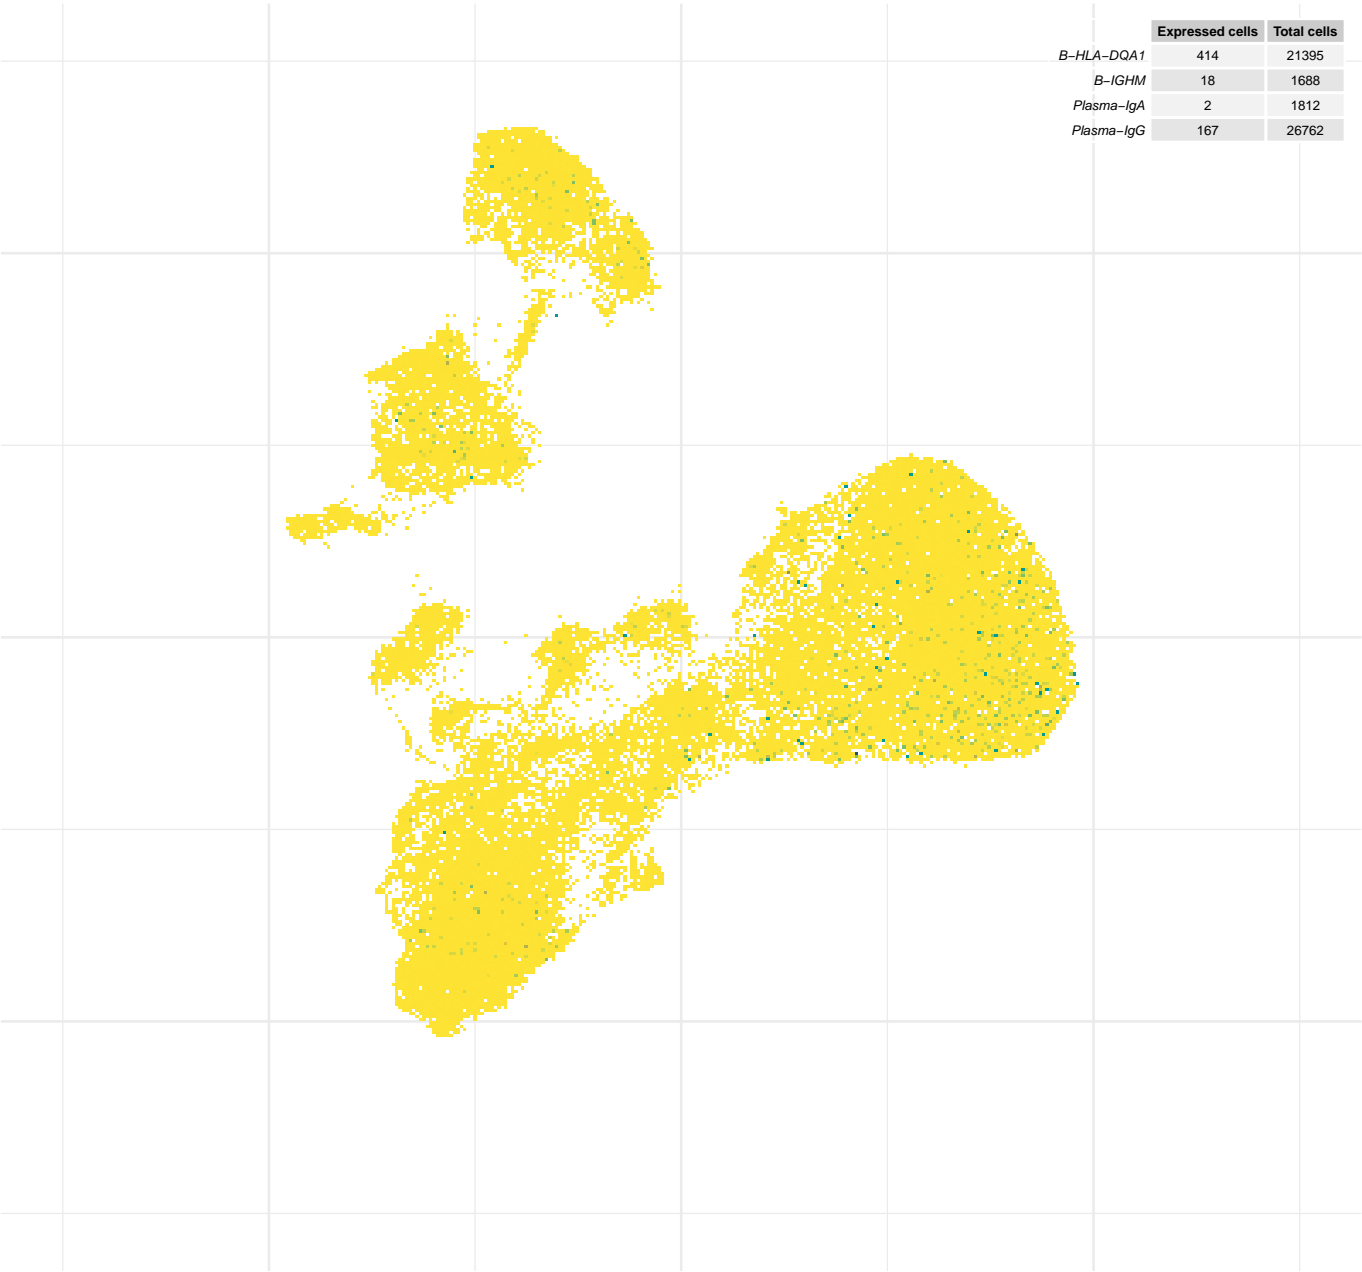 Expressed cells Total cells
B−HLA−DQA1 414 21395
B−IGHM 18 1688
Plasma−IgA 2 1812
Plasma−IgG 167 26762